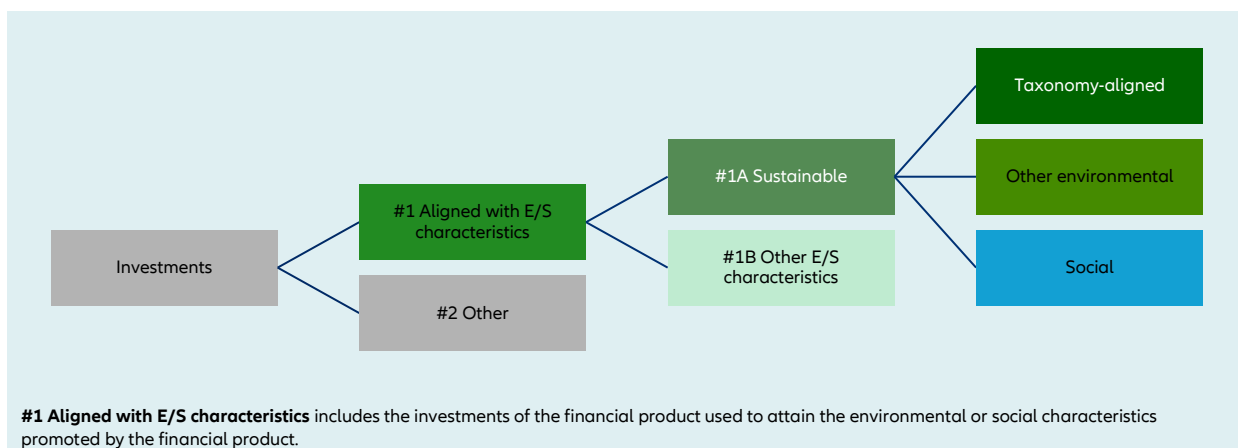 Taxonomy-aligned
#1A Sustainable
Other environmental
#1 Aligned with E/S
characteristics
#1B Other E/S
characteristics
Investments
Social
#2 Other
#1 Aligned with E/S characteristics includes the investments of the financial product used to attain the environmental or social characteristics
promoted by the financial product.